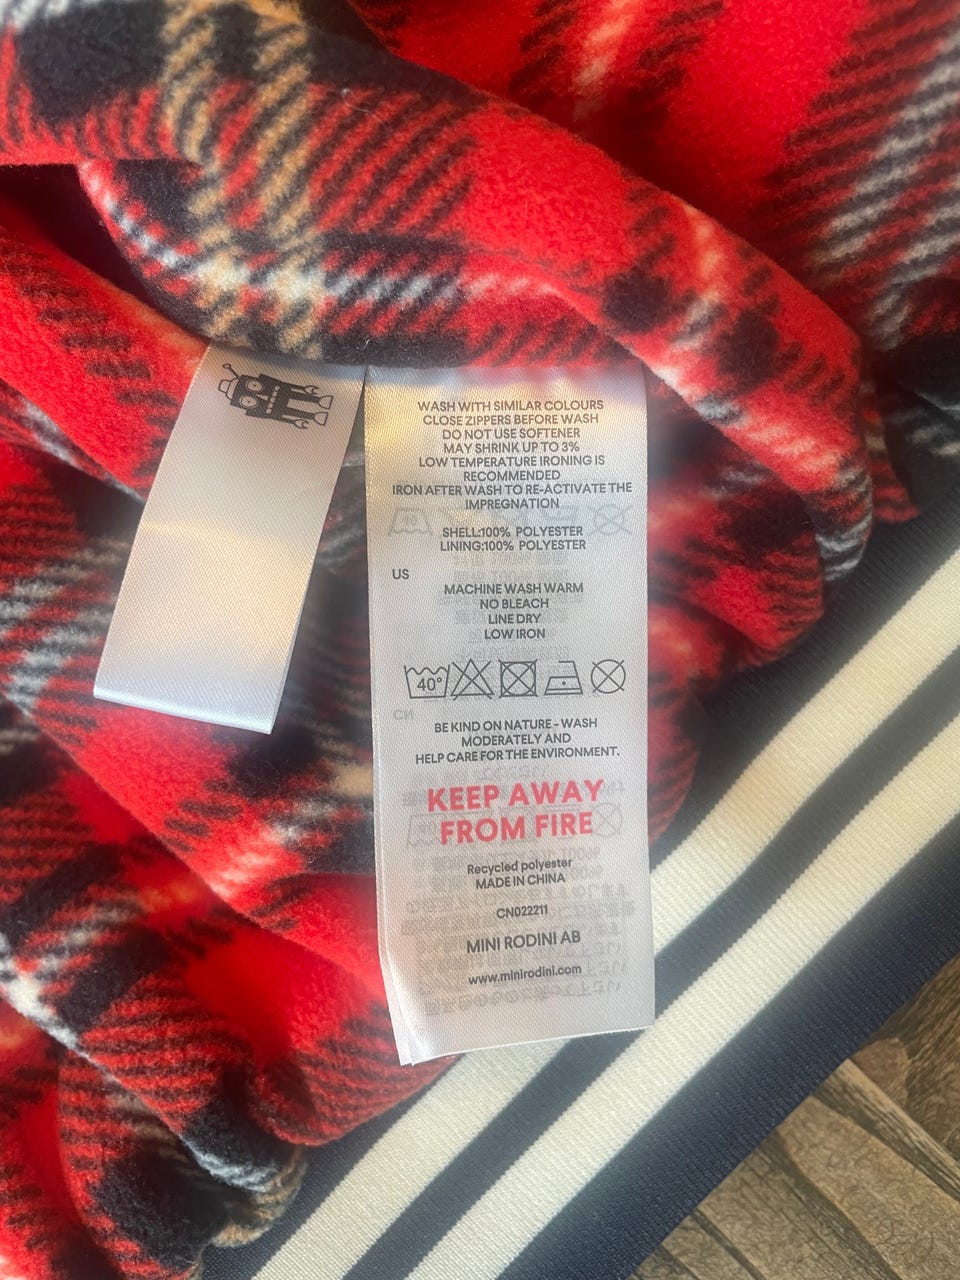 WASH WITH SIMILAR COLOURS
CLOSE ZIPPERS BEFORE WASH
DO NOT USE SOFTENER
MAY SHRINK UP TO 3%
LOW TEMPERATURE IRONING IS
RECOMMENDED
IRON AFTER WASH TO RE-ACTIVATE THE
IMPREGNATION
SHELL:100% POLYESTER
LINING:100% POLYESTER
US
MACHINE WASH WARM
NO BLEACH
LINE DRY
LOW IRON
40°
CN
BE KIND ON NATURE - WASH
MODERATELY AND
HELP CARE FOR THE ENVIRONMENT.
KEEP AWAY
FROM FIRE
Recycled polyester
MADE IN CHINA
CN022211
MINI RODINI AB
www.minirodini.com